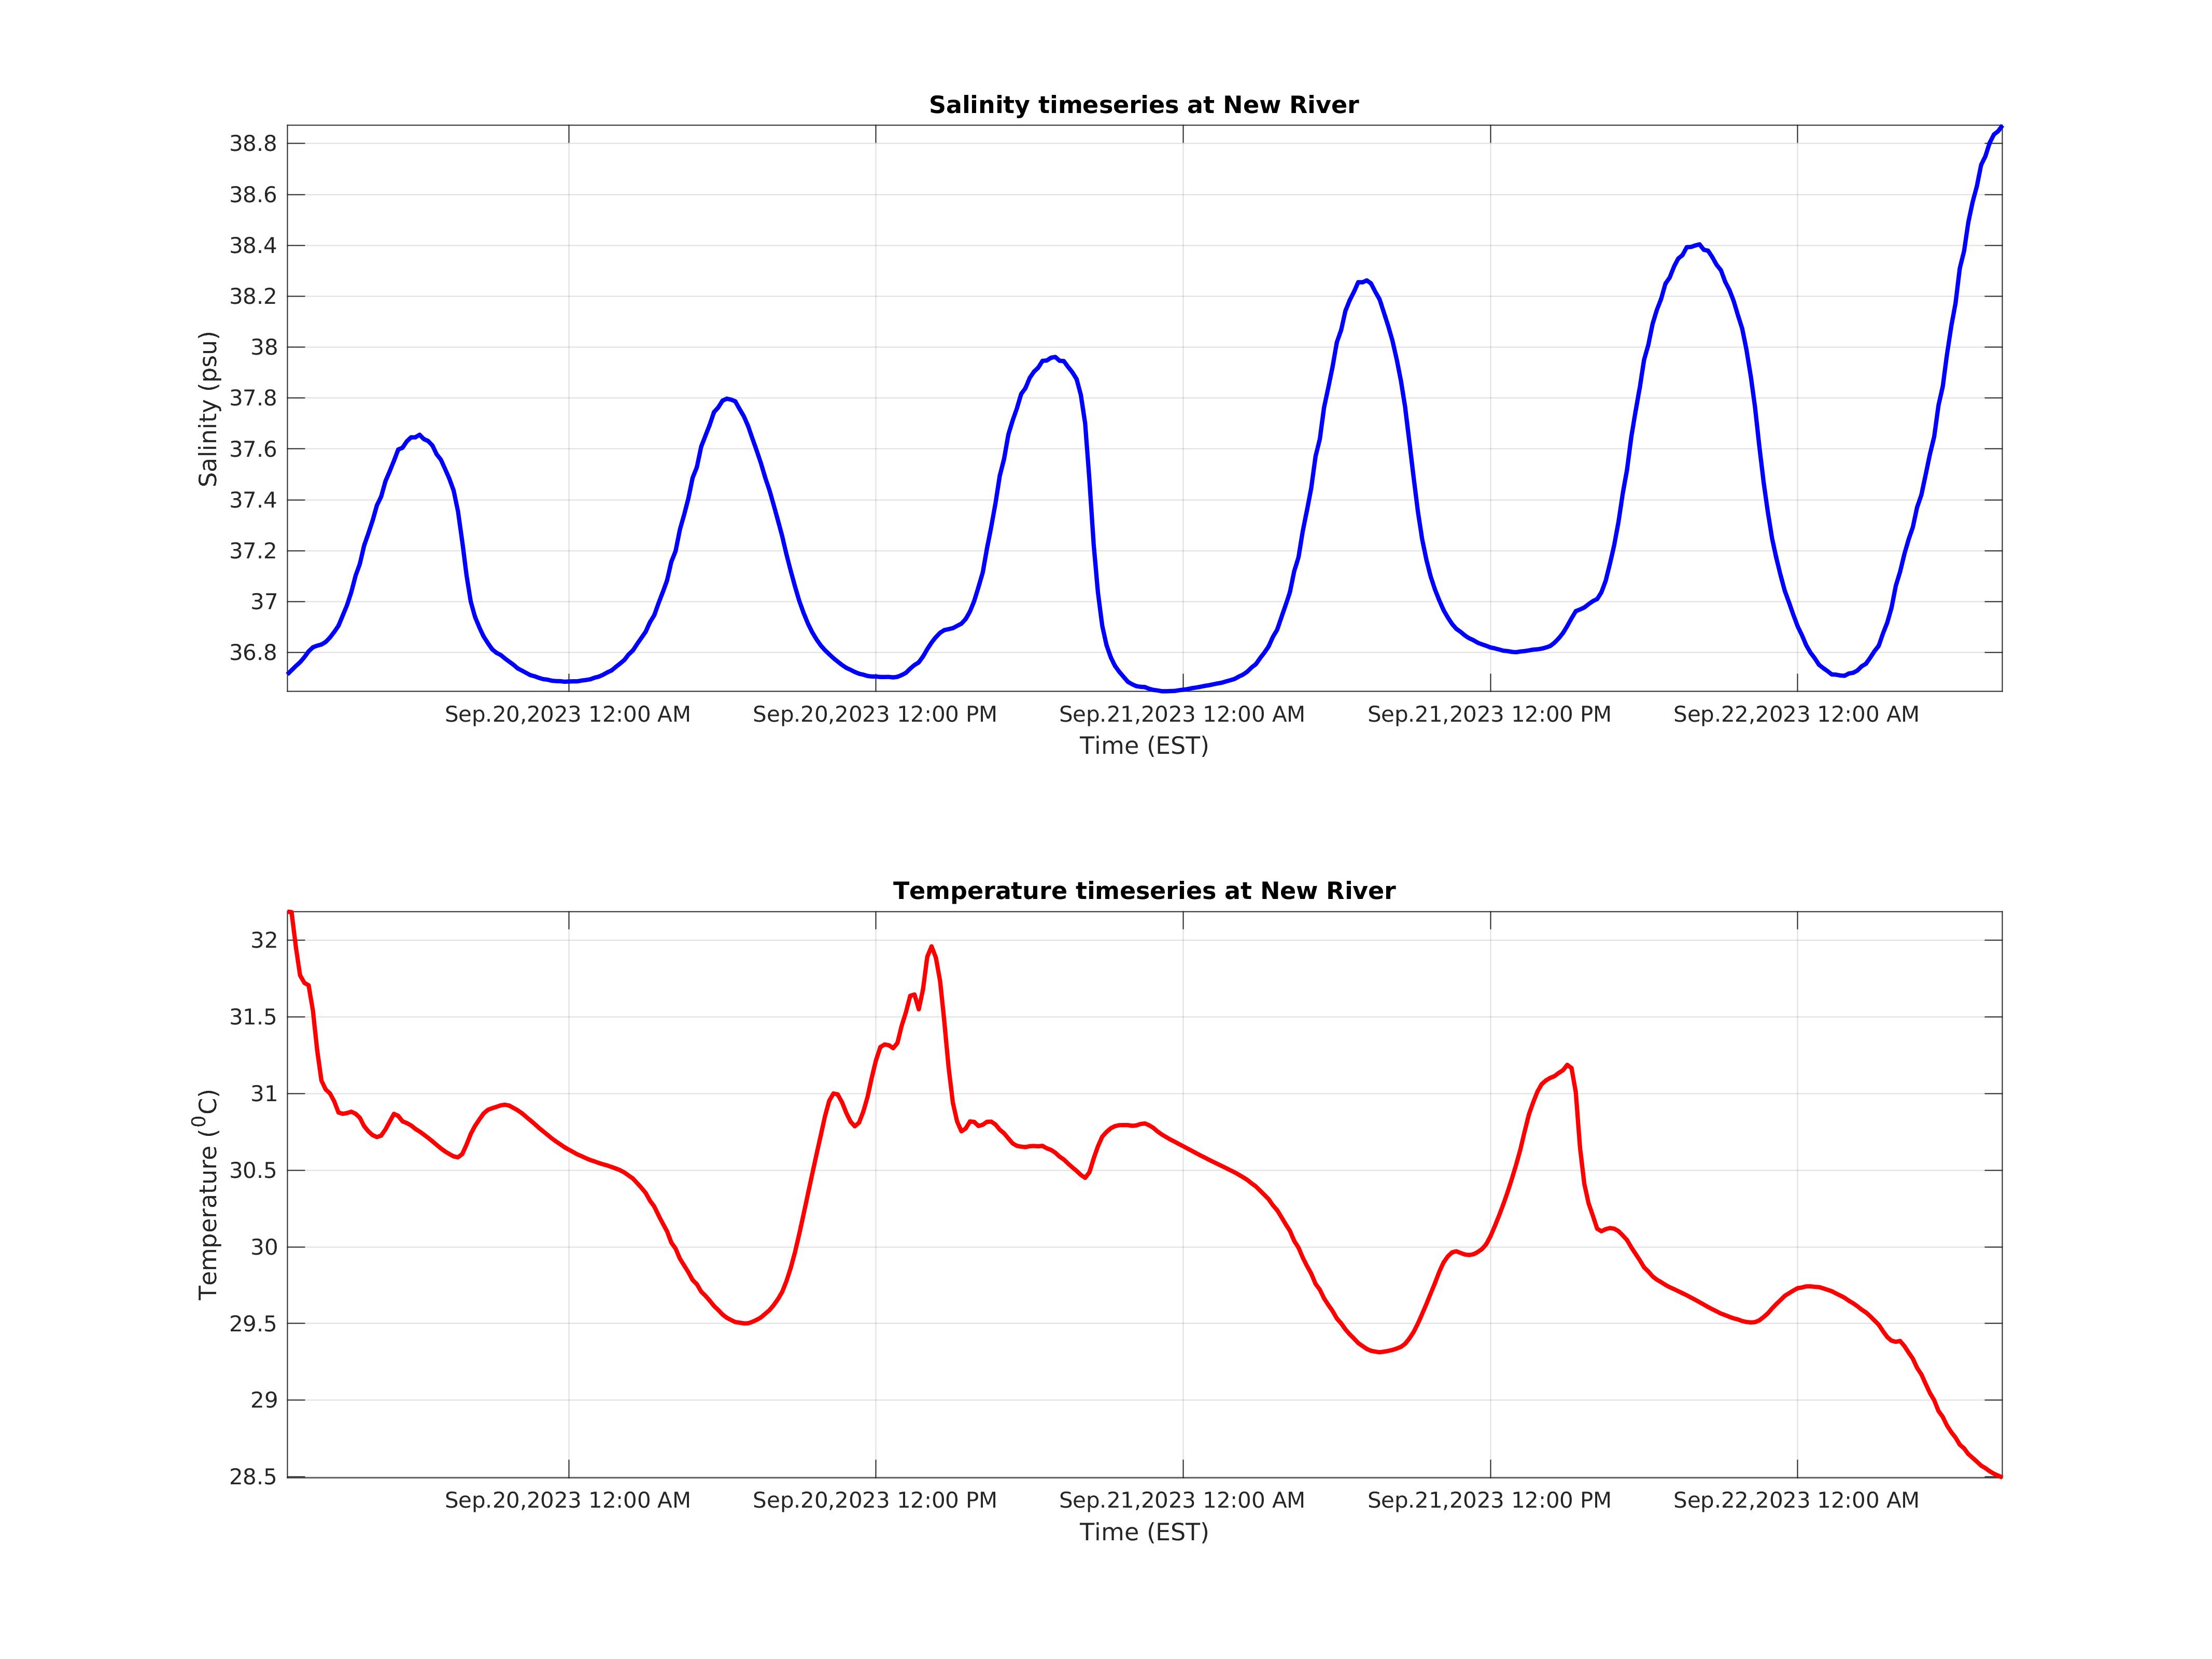 Salinity timeseries at New River
38.8
38.6
38.4
38.2
38
37.8
37.6
37.4
37.2
37
36.8
Salinity (psu)
Sep.20,2023 12:00 AM Sep.20,2023 12:00 PM Sep.21,2023 12:00 AM Sep.21,2023 12:00 PM Sep.22,2023 12:00 AM
Time (EST)
Temperature timeseries at New River
32
31.5
31
30.5
30
29.5
29
28.5
Temperature (⁰C)
Sep.20,2023 12:00 AM Sep.20,2023 12:00 PM Sep.21,2023 12:00 AM Sep.21,2023 12:00 PM Sep.22,2023 12:00 AM
Time (EST)